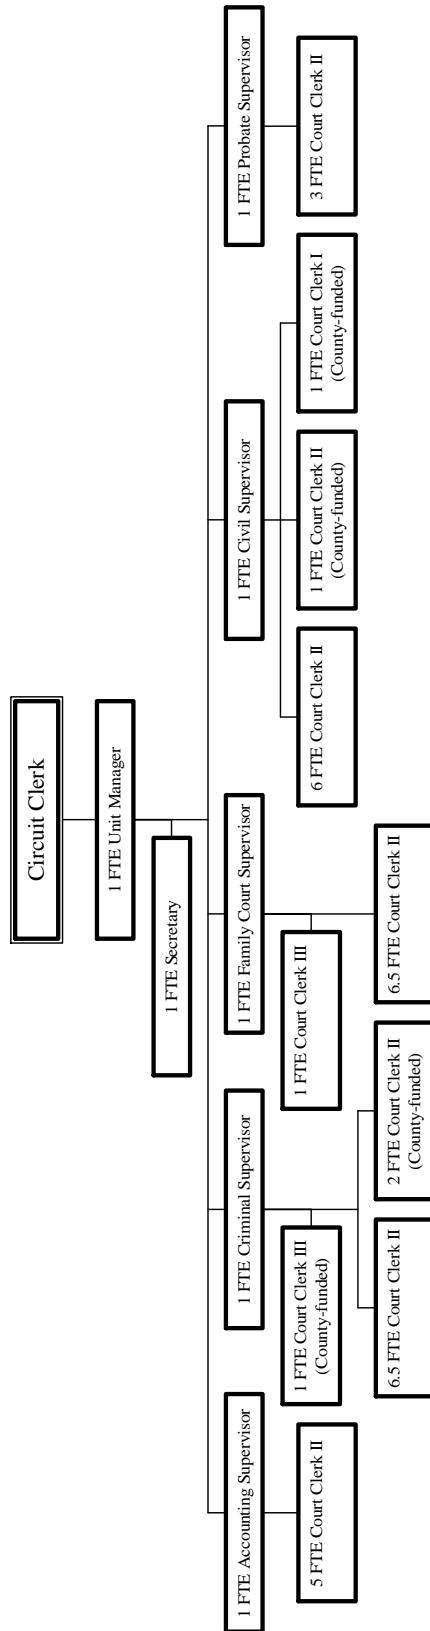 Circuit Clerk
1 FTE Unit Manager
1 FTE Secretary
1 FTE Accounting Supervisor
1 FTE Criminal Supervisor
1 FTE Family Court Supervisor
1 FTE Civil Supervisor
1 FTE Probate Supervisor
5 FTE Court Clerk II
1 FTE Court Clerk III
(County-funded)
6.5 FTE Court Clerk II
2 FTE Court Clerk II
(County-funded)
1 FTE Court Clerk III
6.5 FTE Court Clerk II
6 FTE Court Clerk II
1 FTE Court Clerk II
(County-funded)
1 FTE Court Clerk I
(County-funded)
3 FTE Court Clerk II